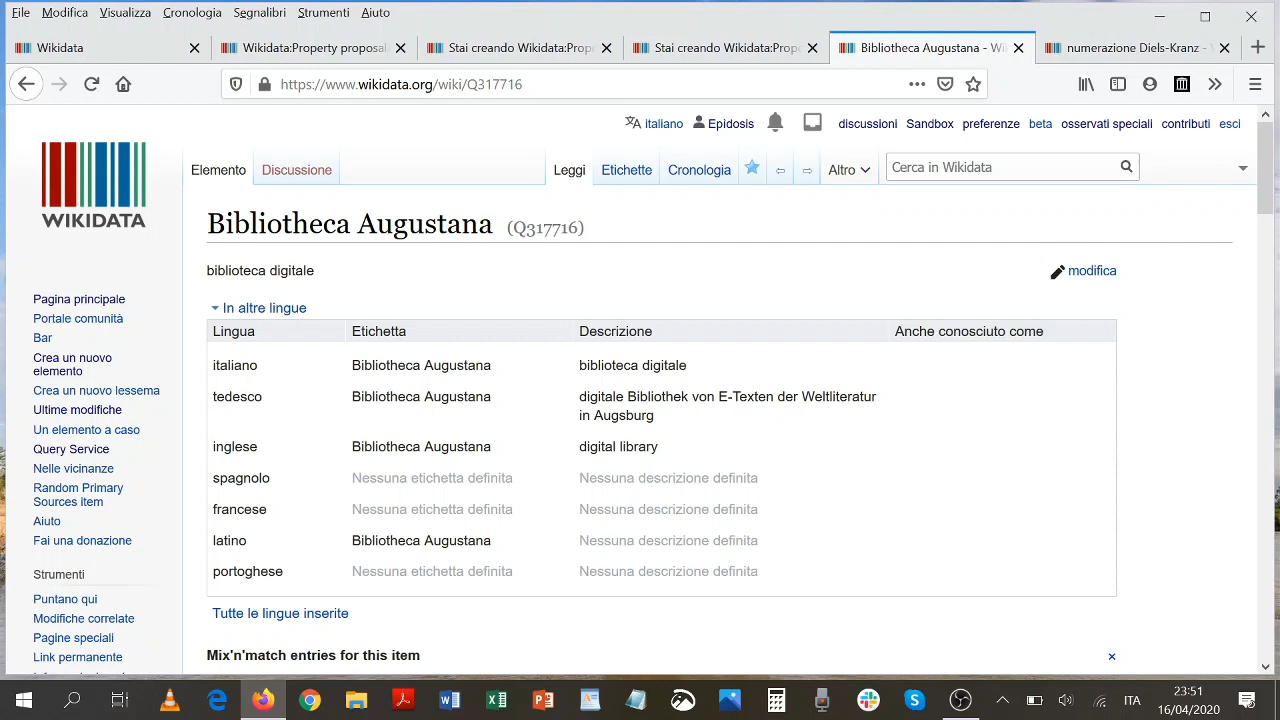 File Modifica Visualizza Cronologia Segnalibri Strumenti Aiuto
Wikidata
Wikidata:Property proposal
Stai creando Wikidata:Prop
Stai creando Wikidata:Prope
Bibliotheca Augustana - Wi
numerazione Diels-Kranz -
https://www.wikidata.org/wiki/Q317716
italiano Epidosis discussioni Sandbox preferenze beta osservati speciali contributi esci
WIKIDATA
Elemento Discussione Leggi Etichette Cronologia Altro Cerca in Wikidata
Bibliotheca Augustana (Q317716)
biblioteca digitale modifica
In altre lingue
Lingua Etichetta Descrizione Anche conosciuto come
italiano Bibliotheca Augustana biblioteca digitale
tedesco Bibliotheca Augustana digitale Bibliothek von E-Texten der Weltliteratur
in Augsburg
inglese Bibliotheca Augustana digital library
spagnolo Nessuna etichetta definita Nessuna descrizione definita
francese Nessuna etichetta definita Nessuna descrizione definita
latino Bibliotheca Augustana Nessuna descrizione definita
portoghese Nessuna etichetta definita Nessuna descrizione definita
Tutte le lingue inserite
Mix'n'match entries for this item
Pagina principale
Portale comunità
Bar
Crea un nuovo
elemento
Crea un nuovo lessema
Ultime modifiche
Un elemento a caso
Query Service
Nelle vicinanze
Random Primary
Sources item
Aiuto
Fai una donazione
Strumenti
Puntano qui
Modifiche correlate
Pagine speciali
Link permanente
ITA
23:51
16/04/2020